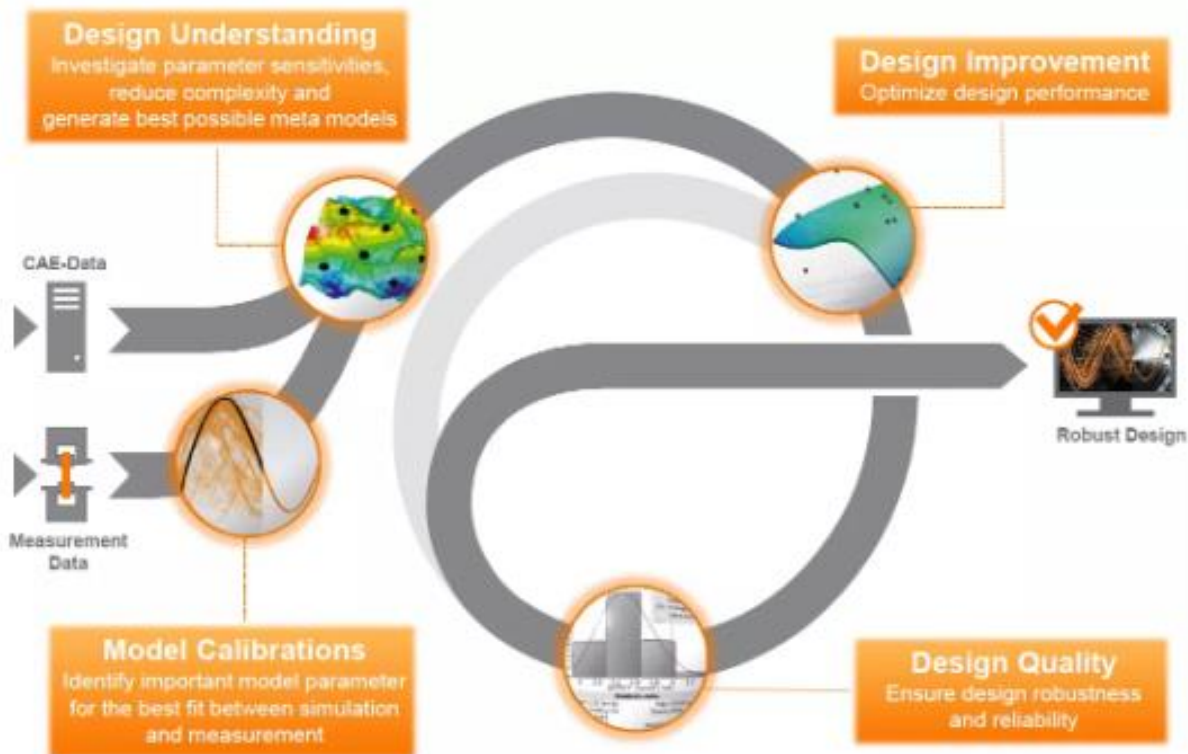 Design Understanding
Investigate parameter sensitivities,
reduce complexity and
generate best possible meta models
Design Improvement
Optimize design performance
CAE-Data
Robust Design
Measurement
Data
Model Calibrations
Identify important model parameter
for the best fit between simulation
and measurement
Design Quality
Ensure design robustness
and reliability